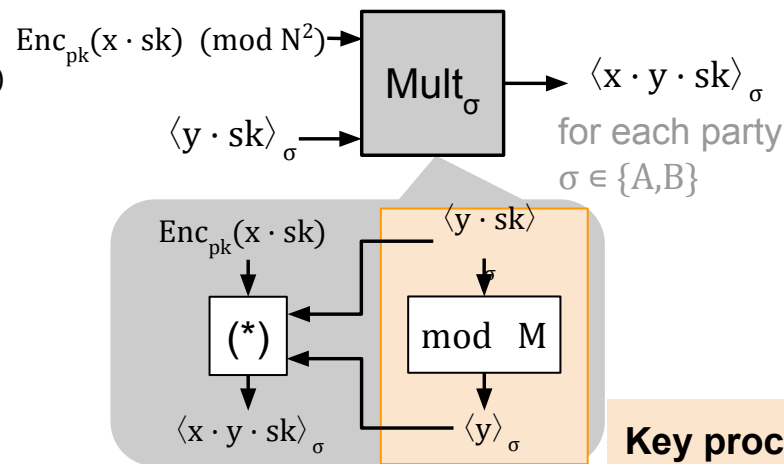 Enc_pk(x · sk) (mod N²)
)
Mult_σ
⟨x · y · sk⟩_σ
⟨y · sk⟩_σ
for each party
σ ∈ {A,B}
Enc_pk(x · sk)
⟨y · sk⟩
σ
(*)
mod M
⟨x · y · sk⟩_σ
⟨y⟩_σ
Key proc